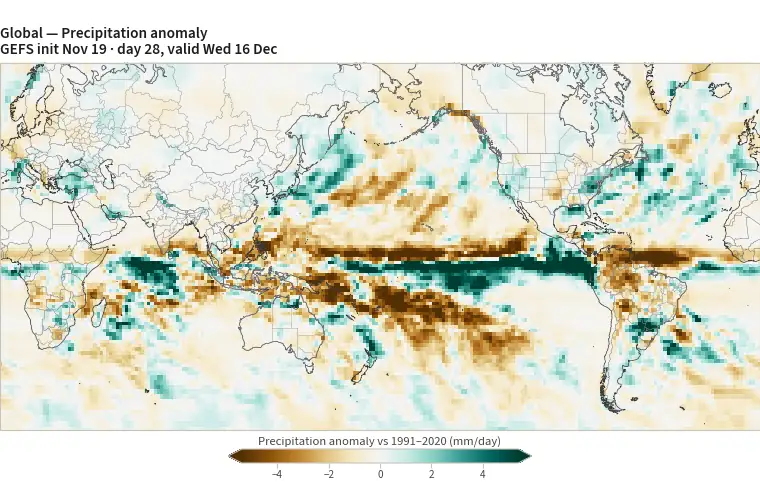 Global — Precipitation anomaly
GEFS init Nov 19 · day 28, valid Wed 16 Dec
Precipitation anomaly vs 1991–2020 (mm/day)
−4 −2 0 2 4